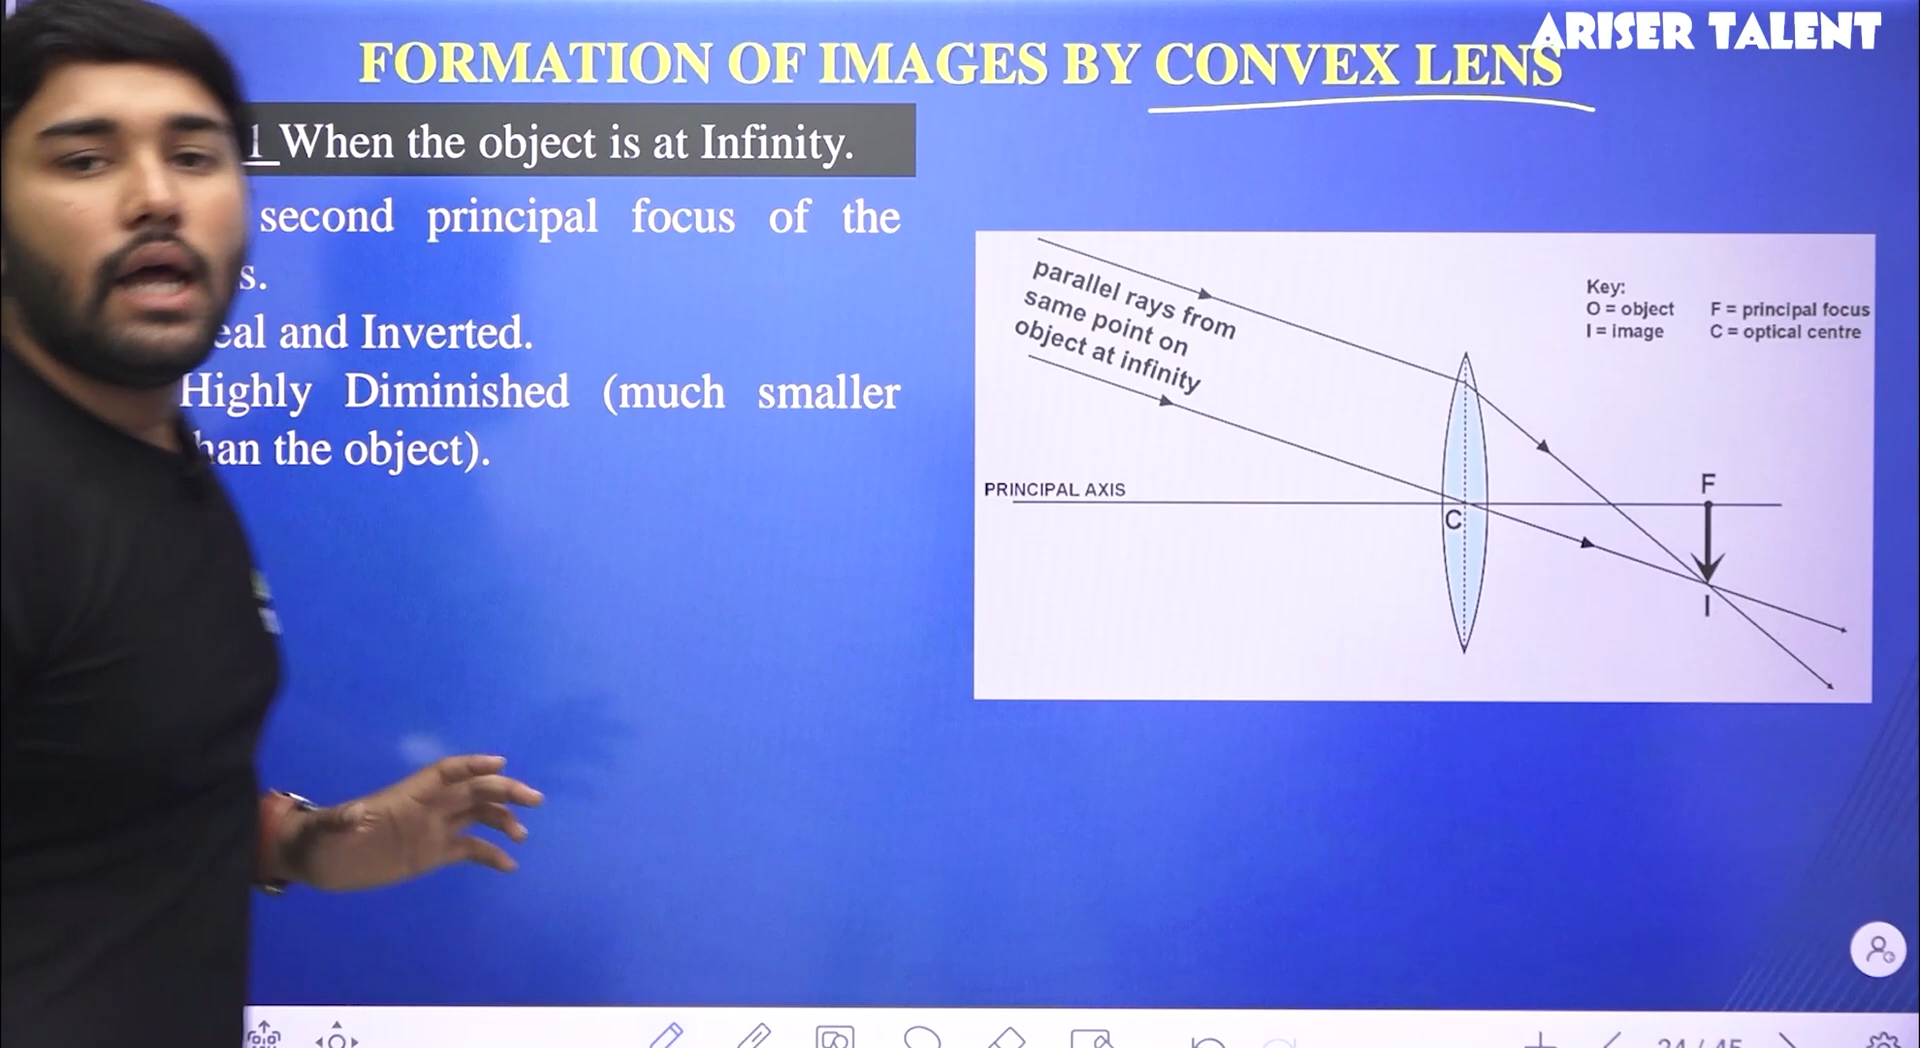 ARISER TALENT
FORMATION OF IMAGES BY CONVEX LENS
1 When the object is at Infinity.
second principal focus of the
s.
eal and Inverted.
Highly Diminished (much smaller
han the object).
parallel rays from
same point on
object at infinity
Key:
O = object F = principal focus
I = image C = optical centre
PRINCIPAL AXIS
C
F
I